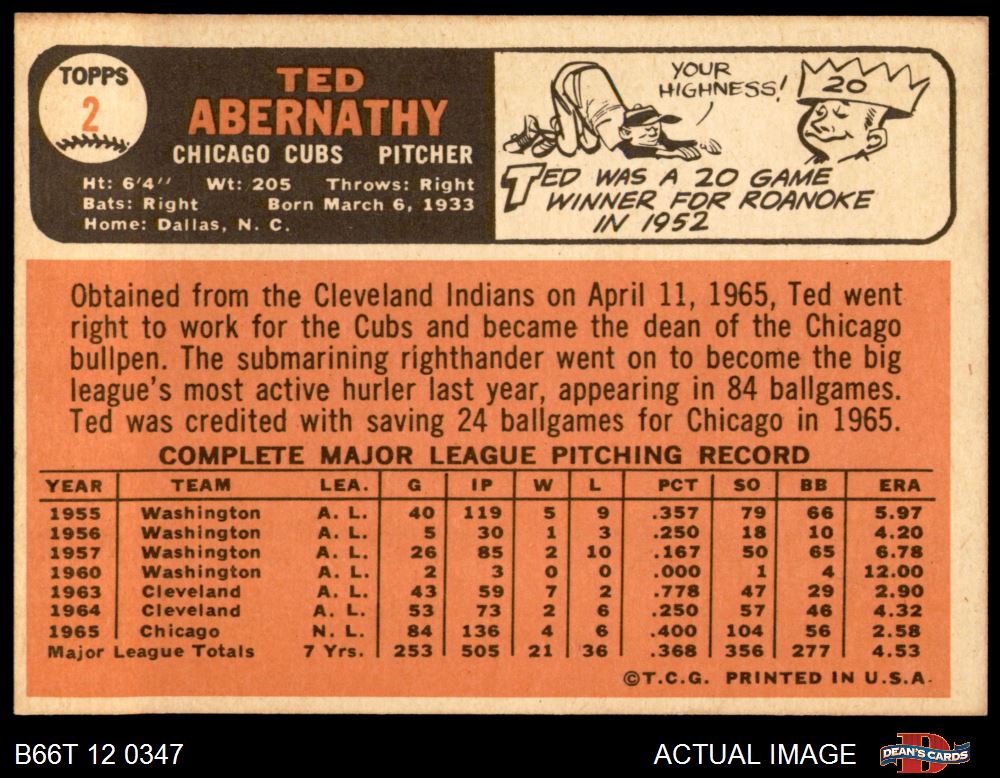 TOPPS
2
TED
ABERNATHY
CHICAGO CUBS PITCHER
Ht: 6'4" Wt: 205 Throws: Right
Bats: Right Born March 6, 1933
Home: Dallas, N. C.
YOUR
HIGHNESS!
20
TED WAS A 20 GAME
WINNER FOR ROANOKE
IN 1952
Obtained from the Cleveland Indians on April 11, 1965, Ted went
right to work for the Cubs and became the dean of the Chicago
bullpen. The submarining righthander went on to become the big
league's most active hurler last year, appearing in 84 ballgames.
Ted was credited with saving 24 ballgames for Chicago in 1965.
COMPLETE MAJOR LEAGUE PITCHING RECORD
YEAR TEAM LEA. G IP W L PCT SO BB ERA
1955 Washington A. L. 40 119 5 9 .357 79 66 5.97
1956 Washington A. L. 5 30 1 3 .250 18 10 4.20
1957 Washington A. L. 26 85 2 10 .167 50 65 6.78
1960 Washington A. L. 2 3 0 0 .000 1 4 12.00
1963 Cleveland A. L. 43 59 7 2 .778 47 29 2.90
1964 Cleveland A. L. 53 73 2 6 .250 57 46 4.32
1965 Chicago N. L. 84 136 4 6 .400 104 56 2.58
Major League Totals 7 Yrs. 253 505 21 36 .368 356 277 4.53
©T.C.G. PRINTED IN U.S.A.
B66T 12 0347
ACTUAL IMAGE
DEAN'S CARDS